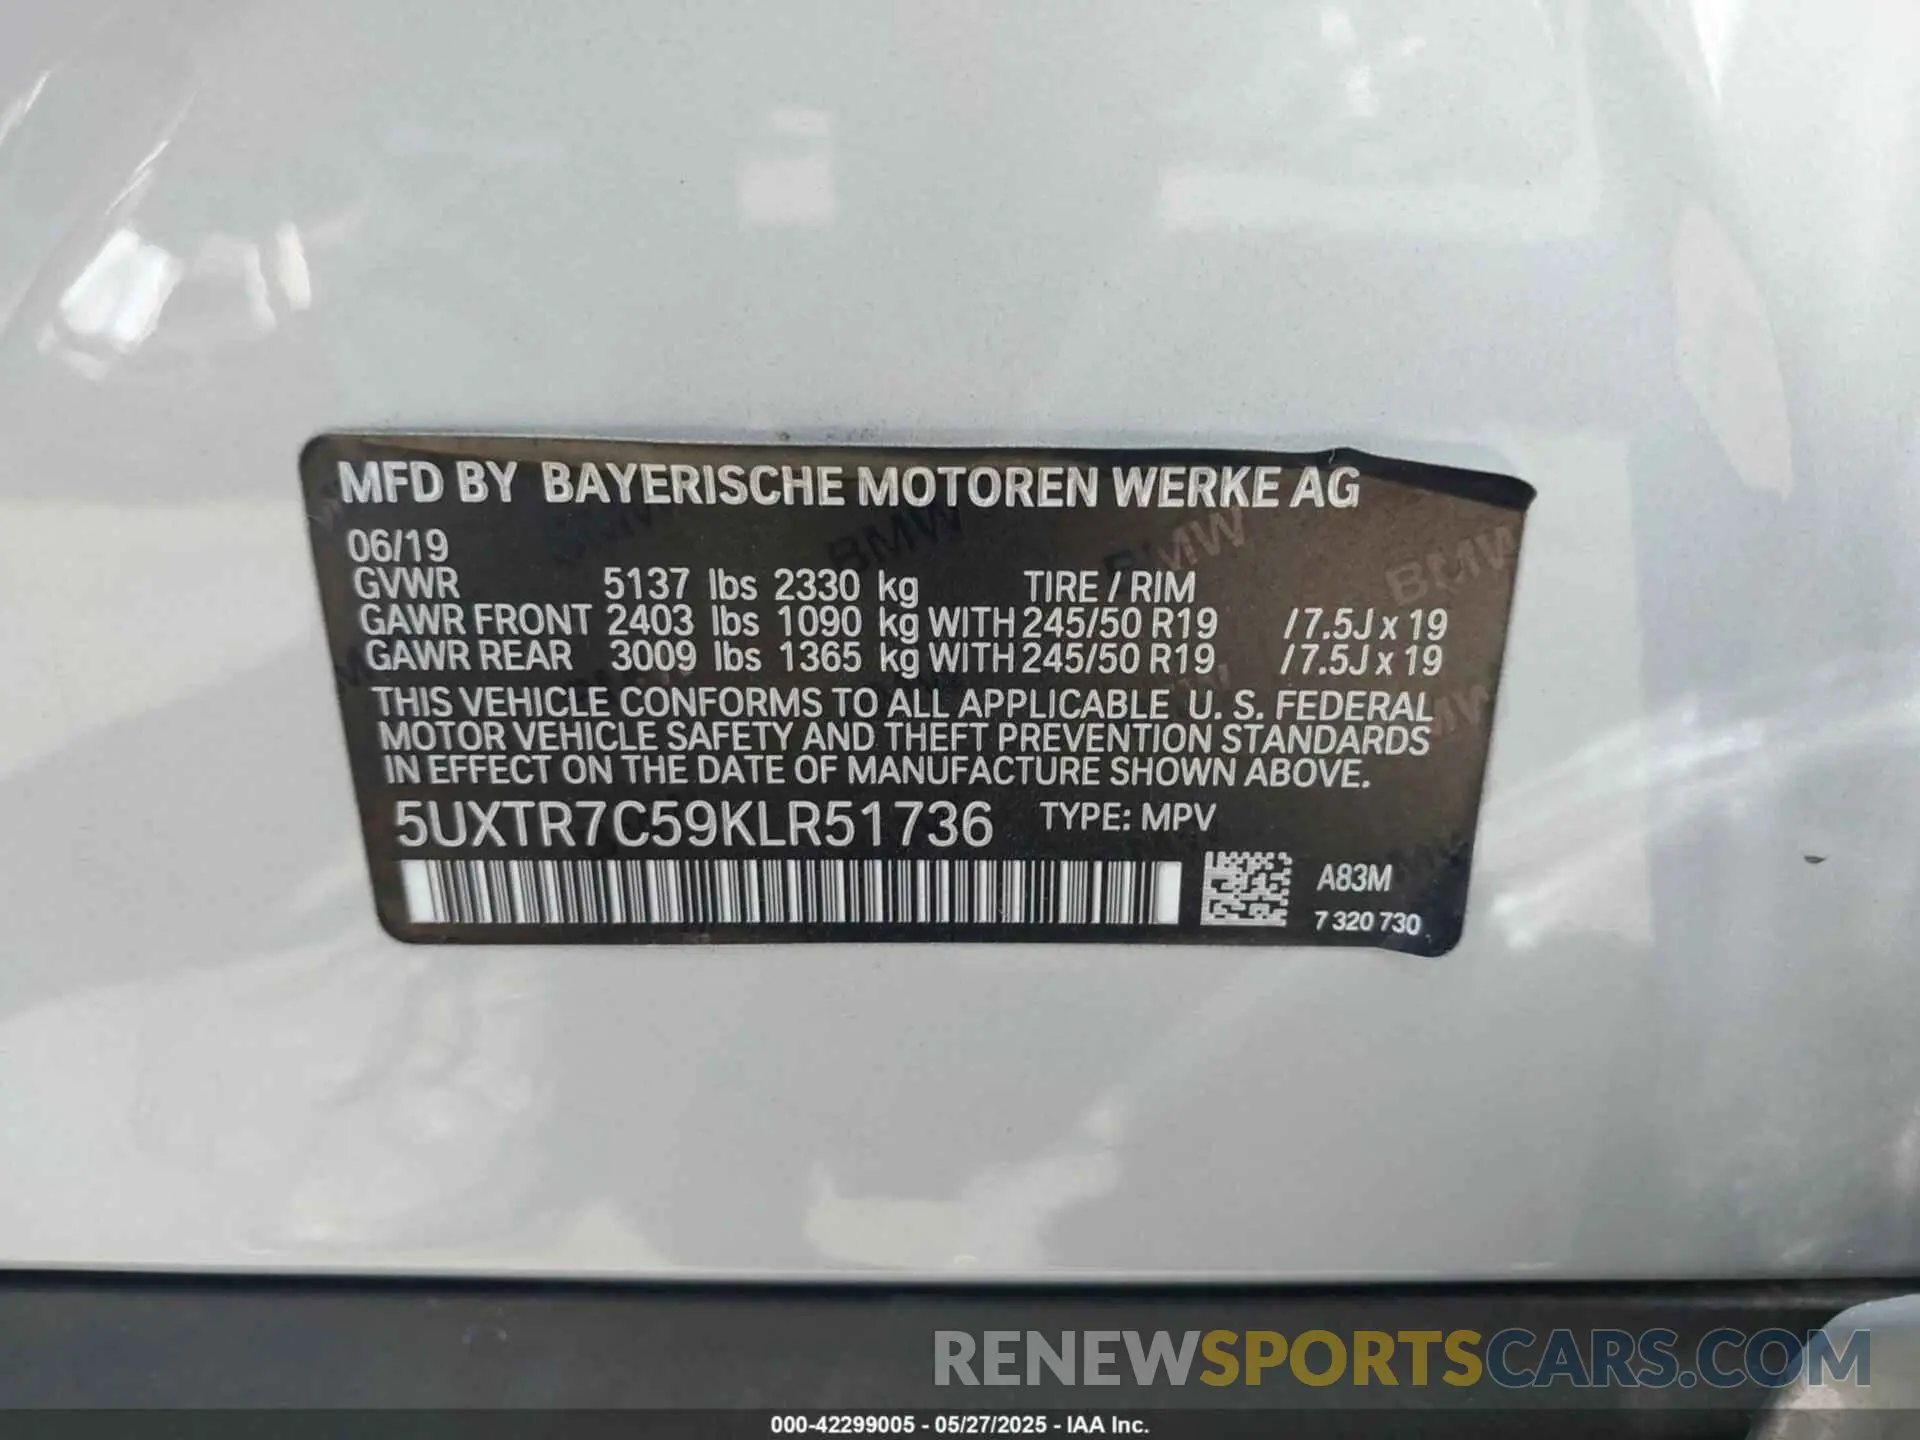 MFD BY BAYERISCHE MOTOREN WERKE AG
06/19
GVWR 5137 lbs 2330 kg TIRE / RIM
GAWR FRONT 2403 lbs 1090 kg WITH 245/50 R19 /7.5J x 19
GAWR REAR 3009 lbs 1365 kg WITH 245/50 R19 /7.5J x 19
THIS VEHICLE CONFORMS TO ALL APPLICABLE U. S. FEDERAL
MOTOR VEHICLE SAFETY AND THEFT PREVENTION STANDARDS
IN EFFECT ON THE DATE OF MANUFACTURE SHOWN ABOVE.
5UXTR7C59KLR51736 TYPE: MPV
A83M
7 320 730
RENEWSPORTSCARS.COM
000-42299005 - 05/27/2025 - IAA Inc.